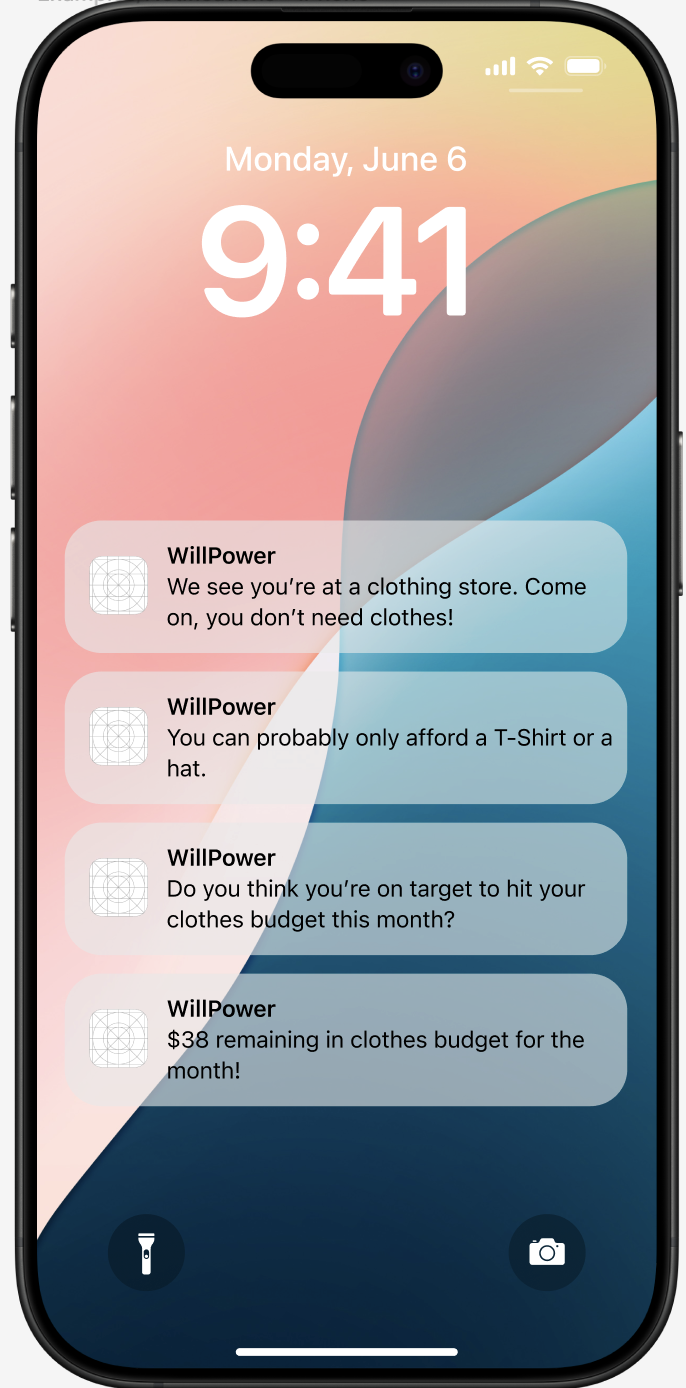 Monday, June 6
9:41
WillPower
We see you’re at a clothing store. Come
on, you don’t need clothes!
WillPower
You can probably only afford a T-Shirt or a
hat.
WillPower
Do you think you’re on target to hit your
clothes budget this month?
WillPower
$38 remaining in clothes budget for the
month!